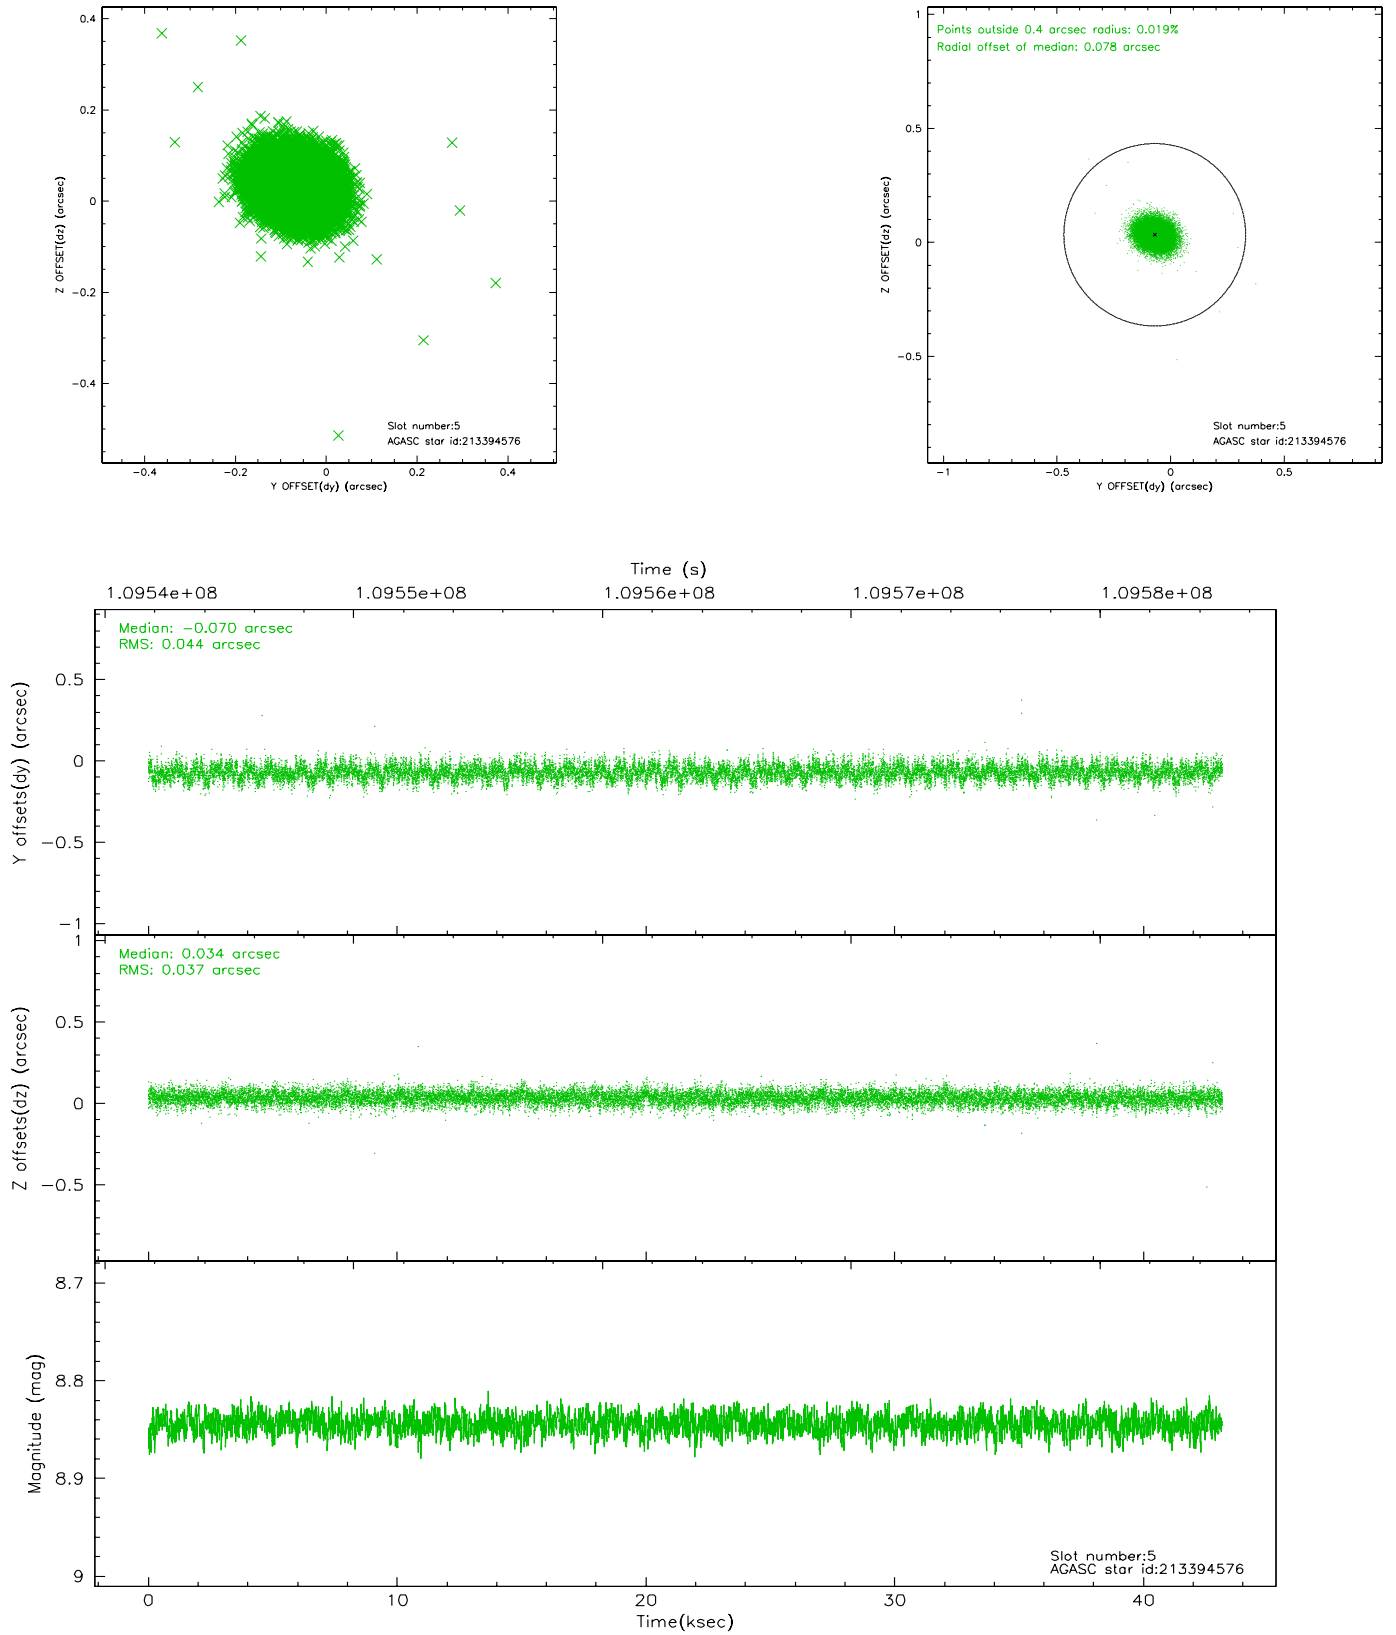 0.4
0.2
0
−0.2
−0.4
Z OFFSET(dz) (arcsec)
Slot number:5
AGASC star id:213394576
−0.4
−0.2
0
0.2
0.4
Y OFFSET(dy) (arcsec)
Points outside 0.4 arcsec radius: 0.019%
Radial offset of median: 0.078 arcsec
1
0.5
0
−0.5
Z OFFSET(dz) (arcsec)
Slot number:5
AGASC star id:213394576
−1
−0.5
0
0.5
Y OFFSET(dy) (arcsec)
Time (s)
1.0954e+08
1.0955e+08
1.0956e+08
1.0957e+08
1.0958e+08
Median: −0.070 arcsec
RMS: 0.044 arcsec
0.5
0
−0.5
−1
Y offsets(dy) (arcsec)
Median: 0.034 arcsec
RMS: 0.037 arcsec
1
0.5
0
−0.5
Z offsets(dz) (arcsec)
8.7
8.8
8.9
9
Magnitude (mag)
Slot number:5
AGASC star id:213394576
0
10
20
30
40
Time(ksec)